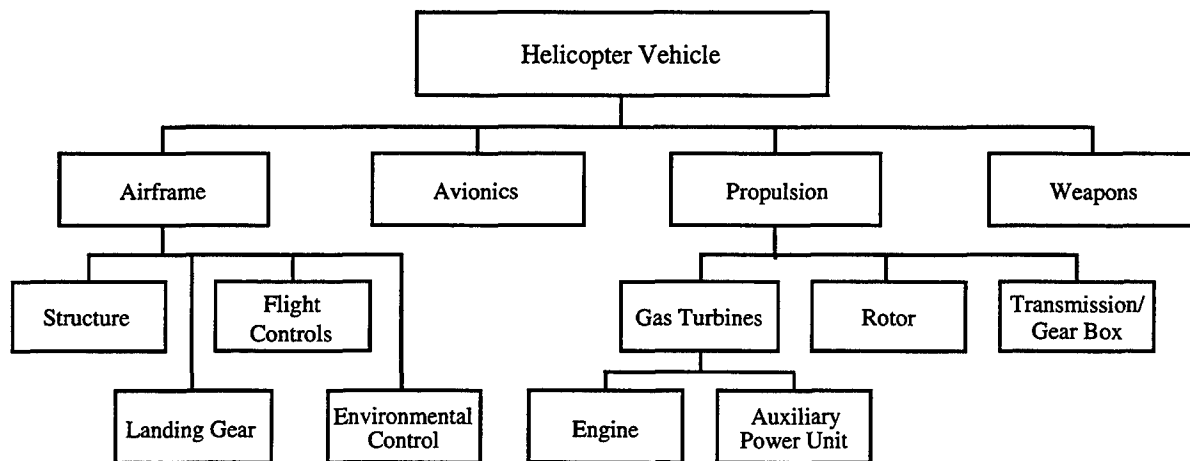 Helicopter Vehicle
Airframe
Avionics
Propulsion
Weapons
Structure
Flight
Controls
Gas Turbines
Rotor
Transmission/
Gear Box
Landing Gear
Environmental
Control
Engine
Auxiliary
Power Unit